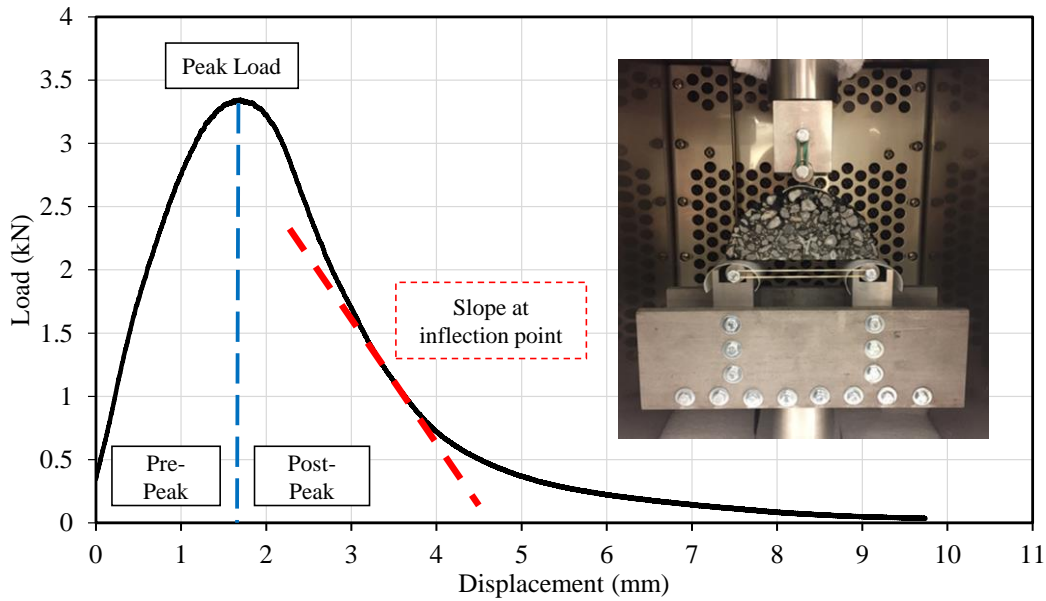 4
3.5
3
2.5
2
1.5
1
0.5
0
Load (kN)
Peak Load
Slope at
inflection point
Pre-
Peak
Post-
Peak
0 1 2 3 4 5 6 7 8 9 10 11
Displacement (mm)